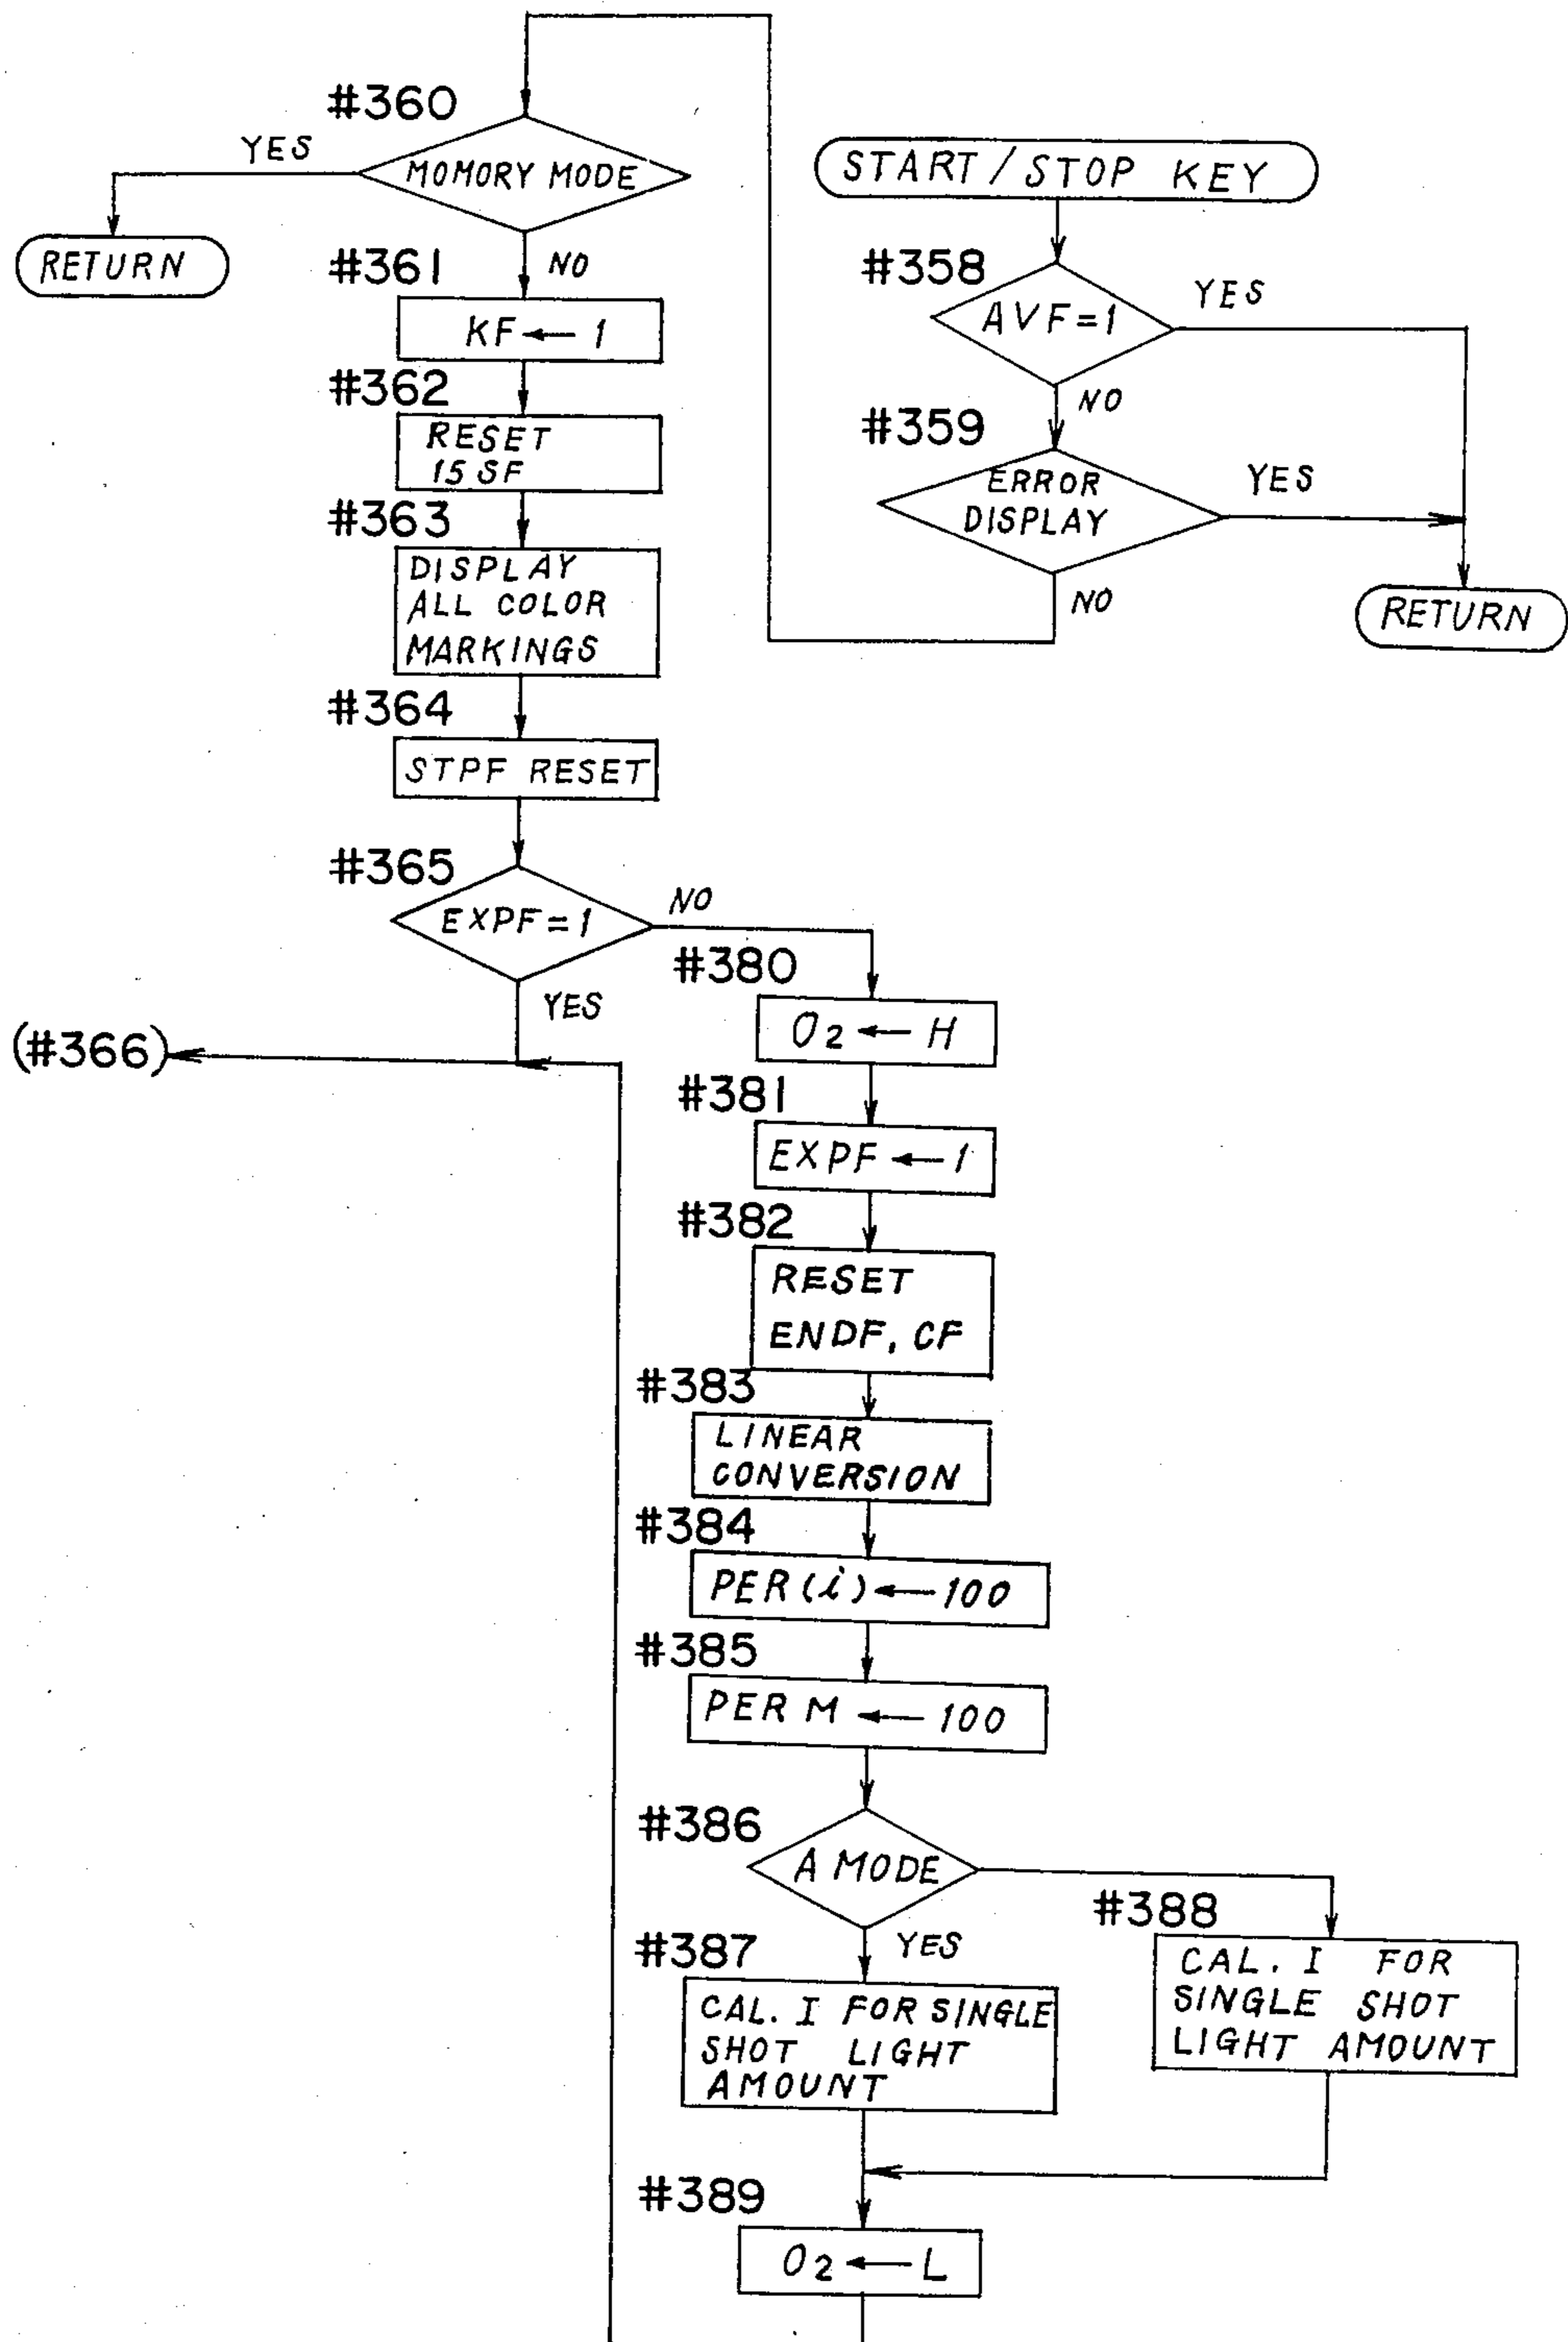 START / STOP KEY
#358
AVF=1
YES
NO
#359
ERROR
DISPLAY
YES
NO
RETURN
#360
MOMORY MODE
YES
RETURN
NO
#361
KF ← 1
#362
RESET
15 SF
#363
DISPLAY
ALL COLOR
MARKINGS
#364
STPF RESET
#365
EXPF=1
NO
YES
(#366)
#380
O2 ← H
#381
EXPF ← 1
#382
RESET
ENDF, CF
#383
LINEAR
CONVERSION
#384
PER(i) ← 100
#385
PER M ← 100
#386
A MODE
YES
#387
CAL. I FOR SINGLE
SHOT LIGHT
AMOUNT
#388
CAL. I FOR
SINGLE SHOT
LIGHT AMOUNT
#389
O2 ← L